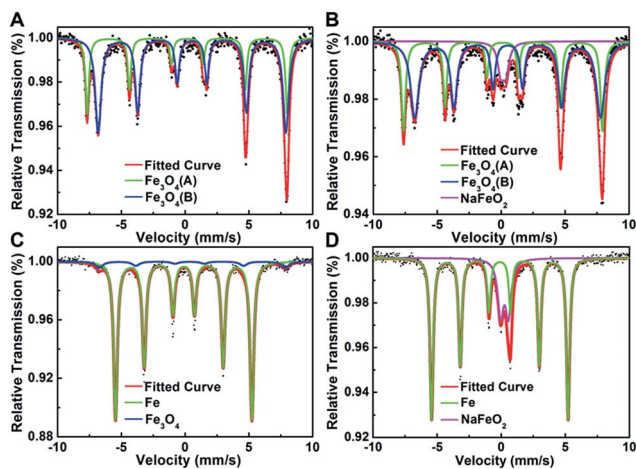 A
B
Relative Transmission (%)
1.00
0.98
0.96
0.94
0.92
Fitted Curve
Fe₃O₄(A)
Fe₃O₄(B)
-10 -5 0 5 10
Velocity (mm/s)
Relative Transmission (%)
1.00
0.98
0.96
0.94
Fitted Curve
Fe₃O₄(A)
Fe₃O₄(B)
NaFeO₂
-10 -5 0 5 10
Velocity (mm/s)
C
D
Relative Transmission (%)
1.00
0.96
0.92
0.88
Fitted Curve
Fe
Fe₃O₄
-10 -5 0 5 10
Velocity (mm/s)
Relative Transmission (%)
1.00
0.98
0.96
0.94
0.92
Fitted Curve
Fe
NaFeO₂
-10 -5 0 5 10
Velocity (mm/s)